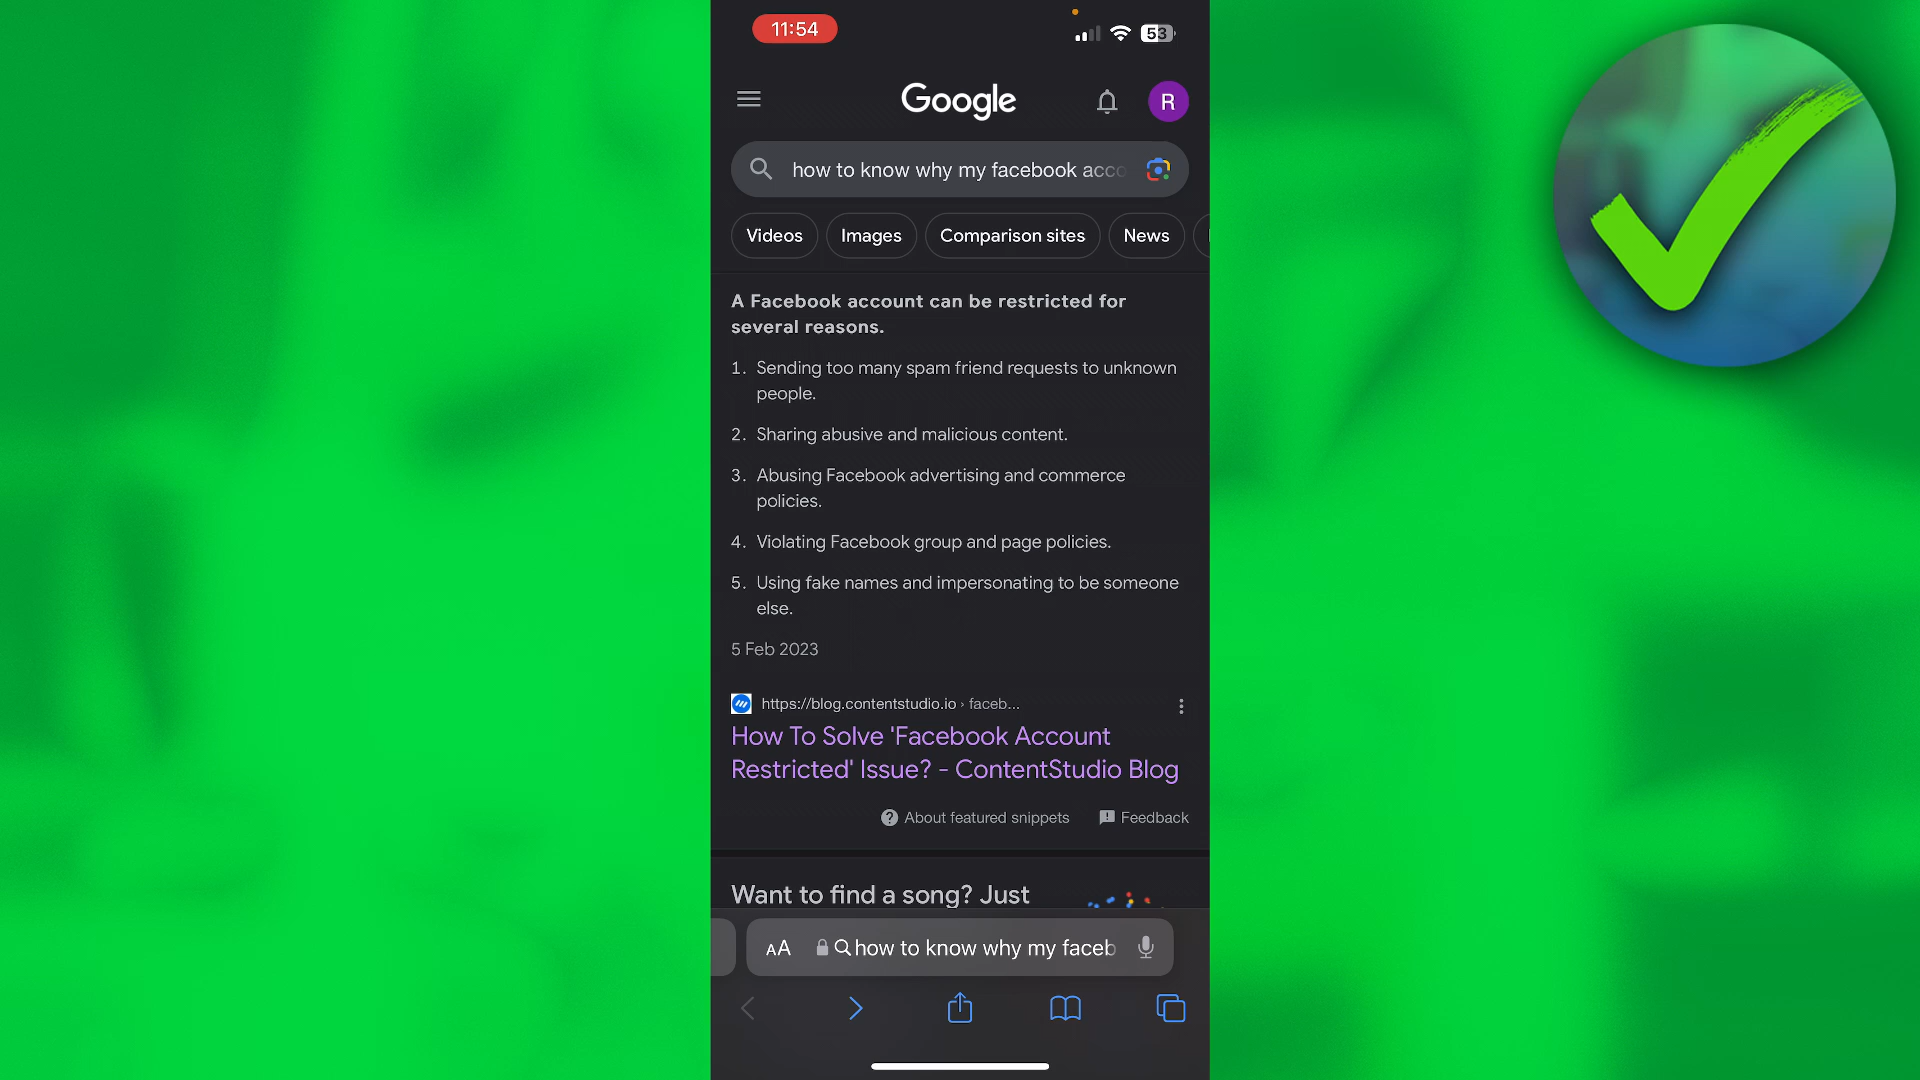 11:54
53
Google
R
how to know why my facebook acco
Videos
Images
Comparison sites
News
A Facebook account can be restricted for
several reasons.
1. Sending too many spam friend requests to unknown
people.
2. Sharing abusive and malicious content.
3. Abusing Facebook advertising and commerce
policies.
4. Violating Facebook group and page policies.
5. Using fake names and impersonating to be someone
else.
5 Feb 2023
https://blog.contentstudio.io › faceb...
How To Solve 'Facebook Account
Restricted' Issue? - ContentStudio Blog
About featured snippets
Feedback
Want to find a song? Just
AA
how to know why my faceb